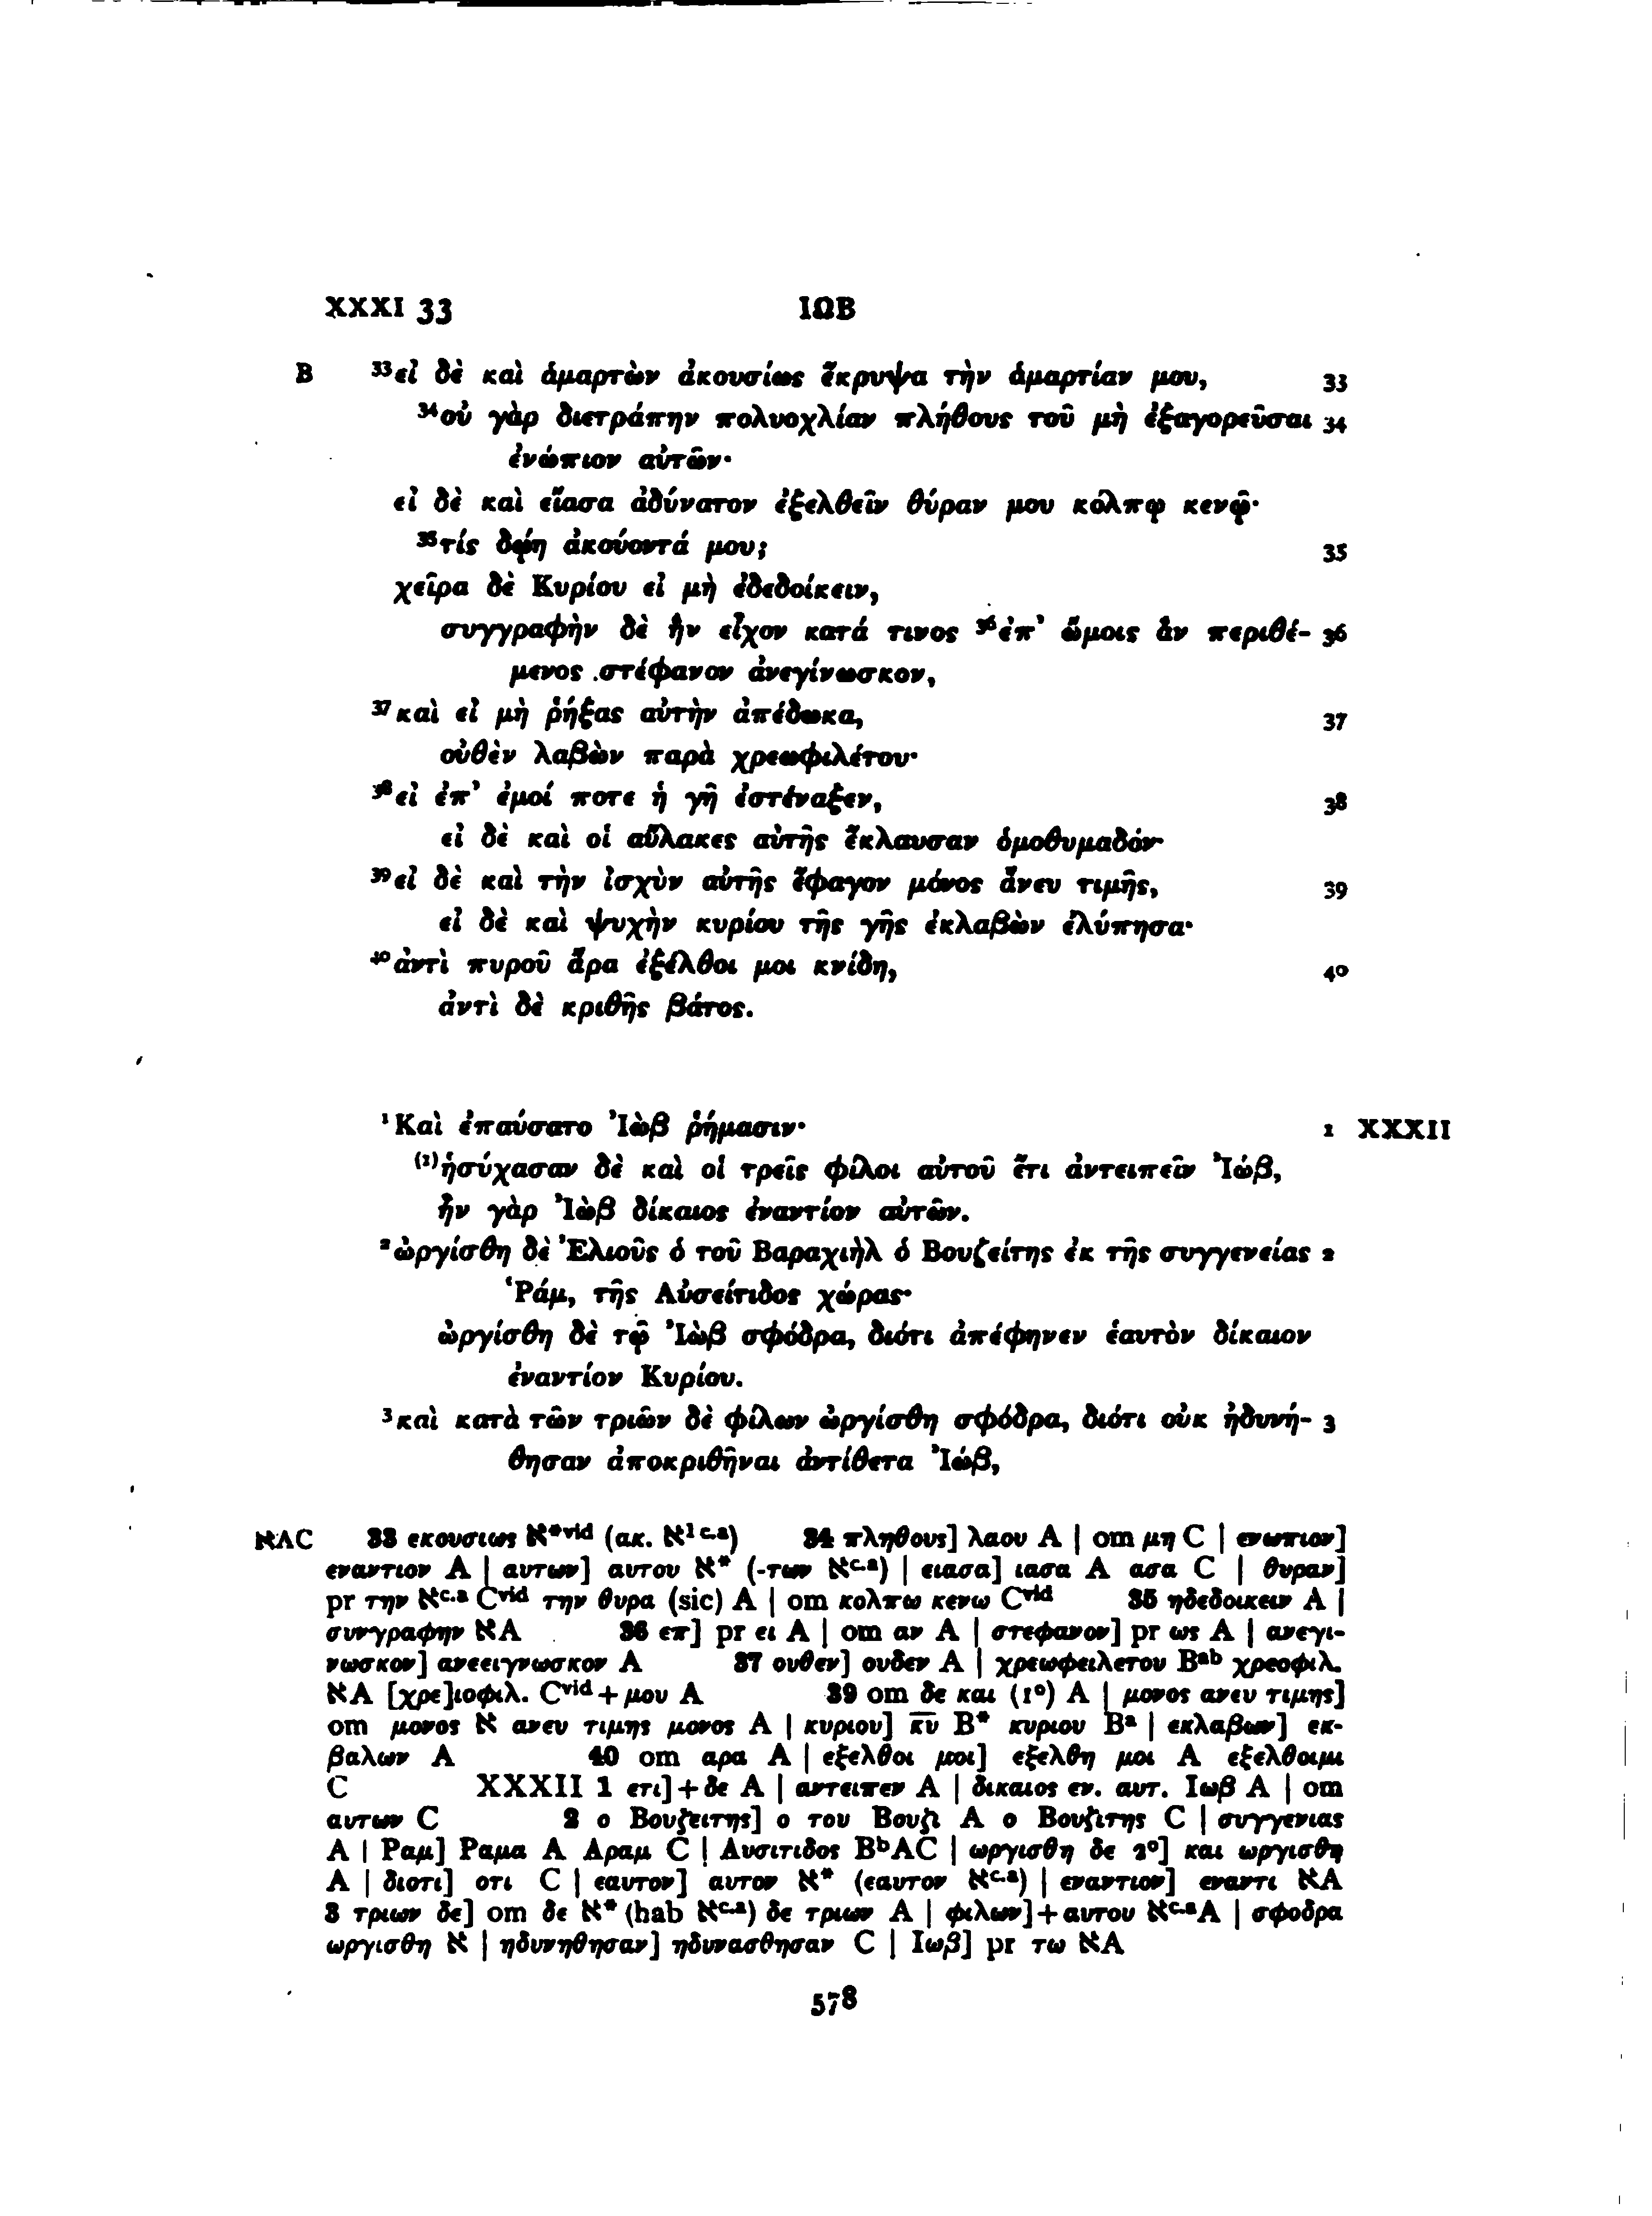 XXXI 33 ΙΩΒ
B ³³εἰ δὲ καὶ ἁμαρτὼν ἀκουσίως ἔκρυψα τὴν ἁμαρτίαν μου, 33
³⁴οὐ γὰρ διετράπην πολυοχλίαν πλήθους τοῦ μὴ ἐξαγορεῦσαι 34
ἐνώπιον αὐτῶν·
εἰ δὲ καὶ εἴασα ἀδύνατον ἐξελθεῖν θύραν μου κόλπῳ κενῷ·
³⁵τίς δῴη ἀκούοντά μου; 35
χεῖρα δὲ Κυρίου εἰ μὴ ἐδεδοίκειν,
συγγραφὴν δὲ ἣν εἶχον κατά τινος ³⁶ἐπ’ ὤμοις ἂν περιθέ- 36
μενος στέφανον ἀνεγίνωσκον,
³⁷καὶ εἰ μὴ ῥήξας αὐτὴν ἀπέδωκα, 37
οὐθὲν λαβὼν παρὰ χρεωφιλέτου·
³⁸εἰ ἐπ’ ἐμοί ποτε ἡ γῆ ἐστέναξεν, 38
εἰ δὲ καὶ οἱ αὔλακες αὐτῆς ἔκλαυσαν ὁμοθυμαδόν·
³⁹εἰ δὲ καὶ τὴν ἰσχὺν αὐτῆς ἔφαγον μόνος ἄνευ τιμῆς, 39
εἰ δὲ καὶ ψυχὴν κυρίου τῆς γῆς ἐκλαβὼν ἐλύπησα·
⁴⁰ἀντὶ πυροῦ ἄρα ἐξέλθοι μοι κνίδη, 40
ἀντὶ δὲ κριθῆς βάτος.
¹Καὶ ἐπαύσατο Ἰὼβ ῥήμασιν· 1 XXXII
⁽¹⁾ἡσύχασαν δὲ καὶ οἱ τρεῖς φίλοι αὐτοῦ ἔτι ἀντειπεῖν Ἰώβ,
ἦν γὰρ Ἰὼβ δίκαιος ἐναντίον αὐτῶν.
²ὠργίσθη δὲ Ἐλιοῦς ὁ τοῦ Βαραχιὴλ ὁ Βουζείτης ἐκ τῆς συγγενείας 2
Ῥάμ, τῆς Αὐσείτιδος χώρας·
ὠργίσθη δὲ τῷ Ἰὼβ σφόδρα, διότι ἀπέφηνεν ἑαυτὸν δίκαιον
ἐναντίον Κυρίου.
³καὶ κατὰ τῶν τριῶν δὲ φίλων ὠργίσθη σφόδρα, διότι οὐκ ἠδυνή- 3
θησαν ἀποκριθῆναι ἀντίθετα Ἰώβ,
ℵAC 33 εκουσιως ℵ*ᵛⁱᵈ (ακ. ℵ¹ ᶜ·ᵃ) 34 πληθους] λαου A | om μη C | ενωπιον]
εναντιον A | αυτων] αυτου ℵ* (-των ℵᶜ·ᵃ) | ειασα] ιασα A ασα C | θυραν]
pr την ℵᶜ·ᵃ Cᵛⁱᵈ την θυρα (sic) A | om κολπω κενω Cᵛⁱᵈ 35 ηδεδοικειν A |
συνγραφην ℵA 36 επ] pr ει A | om αν A | στεφανον] pr ως A | ανεγι-
νωσκον] ανεειγνωσκον A 37 ουθεν] ουδεν A | χρεωφειλετου Bᵃᵇ χρεοφιλ.
ℵA [χρε]ιοφιλ. Cᵛⁱᵈ + μου A 39 om δε και (1º) A | μονος ανευ τιμης]
om μονος ℵ ανευ τιμης μονος A | κυριου] κ̅υ̅ B* κυριου Bᵃ | εκλαβων] εκ-
βαλων A 40 om αρα A | εξελθοι μοι] εξελθη μοι A εξελθοιμι
C XXXII 1 ετι]+δε A | αντειπεν A | δικαιος εν. αυτ. Ιωβ A | om
αυτων C 2 ο Βουζειτης] ο του Βουζι A ο Βουζιτης C | συγγενιας
A | Ραμ] Ραμα A Αραμ C | Αυσιτιδος BᵇAC | ωργισθη δε 2º] και ωργισθη
A | διοτι] οτι C | εαυτον] αυτον ℵ* (εαυτον ℵᶜ·ᵃ) | εναντιον] εναντι ℵA
3 τριων δε] om δε ℵ* (hab ℵᶜ·ᵃ) δε τριων A | φιλων]+αυτου ℵᶜ·ᵃA | σφοδρα
ωργισθη ℵ | ηδυνηθησαν] ηδυνασθησαν C | Ιωβ] pr τω ℵA
578